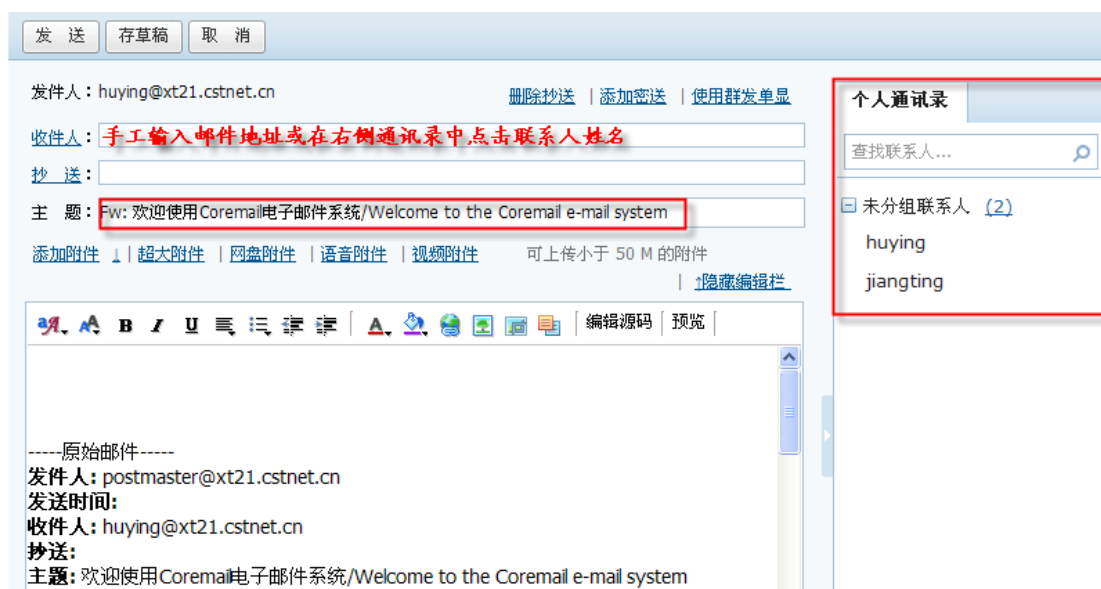 发 送 存草稿 取 消
发件人：huying@xt21.cstnet.cn 删除抄送 | 添加密送 | 使用群发单显
收件人： 手工输入邮件地址或在右侧通讯录中点击联系人姓名
抄 送：
主 题： Fw: 欢迎使用Coremail电子邮件系统/Welcome to the Coremail e-mail system
添加附件 ↓ | 超大附件 | 网盘附件 | 语音附件 | 视频附件 可上传小于 50 M 的附件
| ↑隐藏编辑栏
B I U A 编辑源码 预览
-----原始邮件-----
发件人: postmaster@xt21.cstnet.cn
发送时间:
收件人: huying@xt21.cstnet.cn
抄送:
主题: 欢迎使用Coremail电子邮件系统/Welcome to the Coremail e-mail system
个人通讯录
查找联系人...
未分组联系人 (2)
huying
jiangting